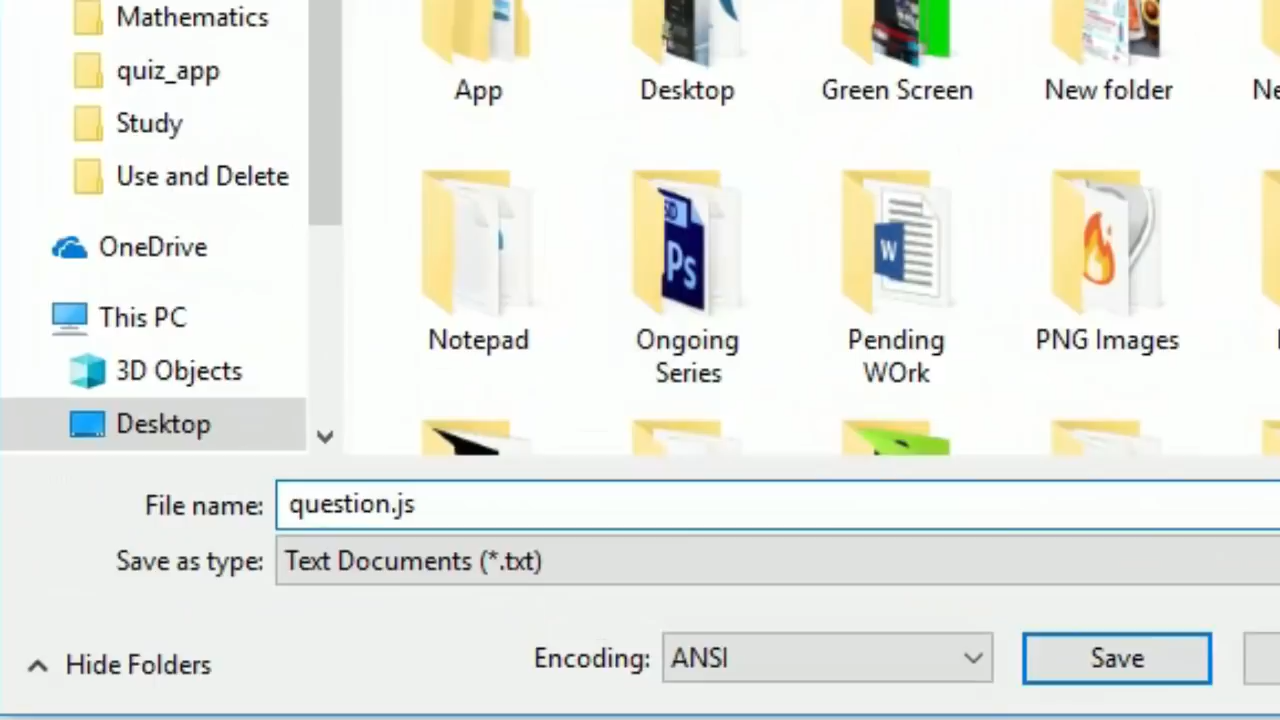 Mathematics
quiz_app
Study
Use and Delete
OneDrive
This PC
3D Objects
Desktop
App
Desktop
Green Screen
New folder
Notepad
Ongoing
Series
Pending
WOrk
PNG Images
Ps
W
File name: question.js
Save as type: Text Documents (*.txt)
Hide Folders
Encoding: ANSI
Save